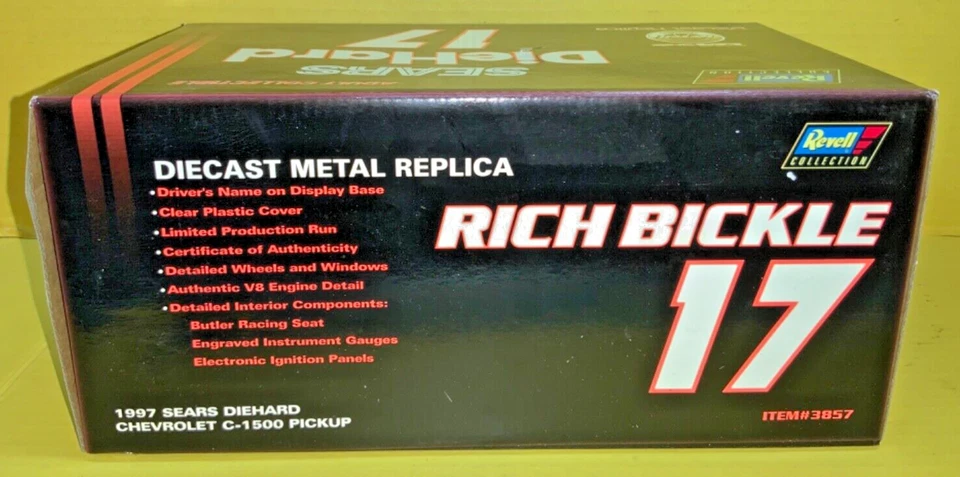 SEARS
DieHard
17
Revell
COLLECTION
Revell
COLLECTION
DIECAST METAL REPLICA
•Driver's Name on Display Base
•Clear Plastic Cover
•Limited Production Run
•Certificate of Authenticity
•Detailed Wheels and Windows
•Authentic V8 Engine Detail
•Detailed Interior Components:
Butler Racing Seat
Engraved Instrument Gauges
Electronic Ignition Panels
RICH BICKLE
17
1997 SEARS DIEHARD
CHEVROLET C-1500 PICKUP
ITEM#3857